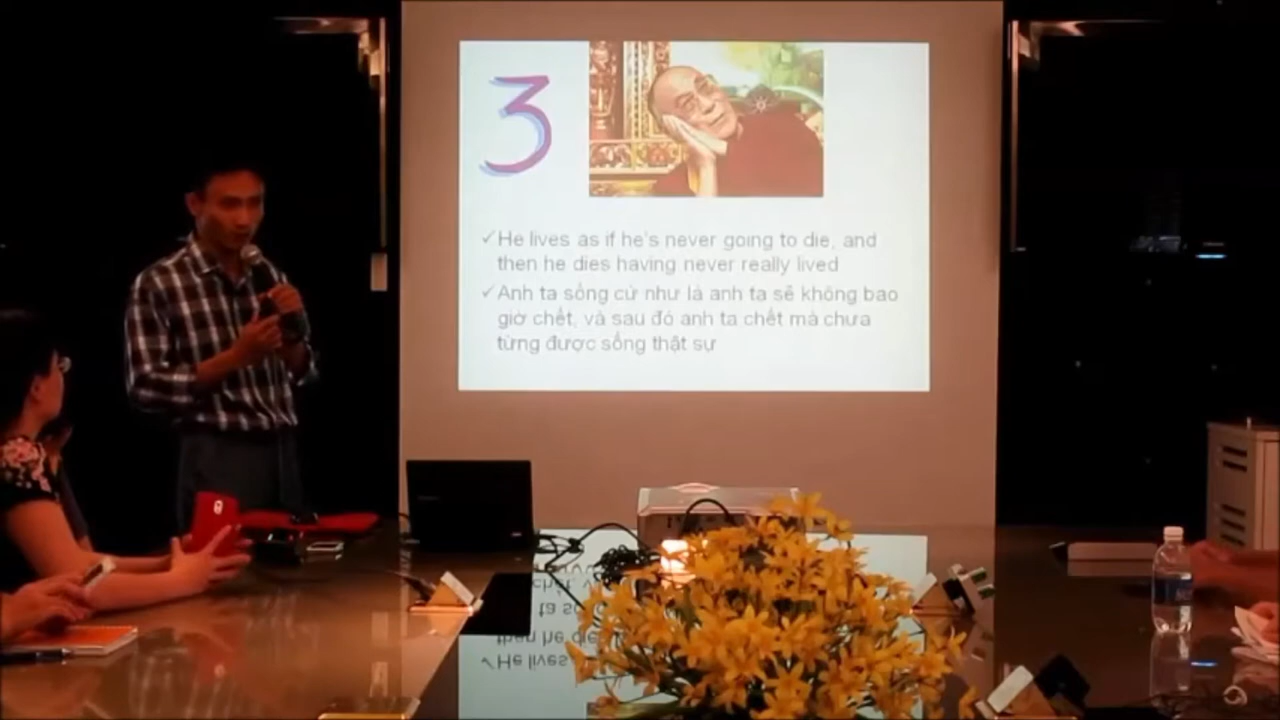 3
✓He lives as if he's never going to die, and
then he dies having never really lived
✓Anh ta sống cứ như là anh ta sẽ không bao
giờ chết, và sau đó anh ta chết mà chưa
từng được sống thật sự